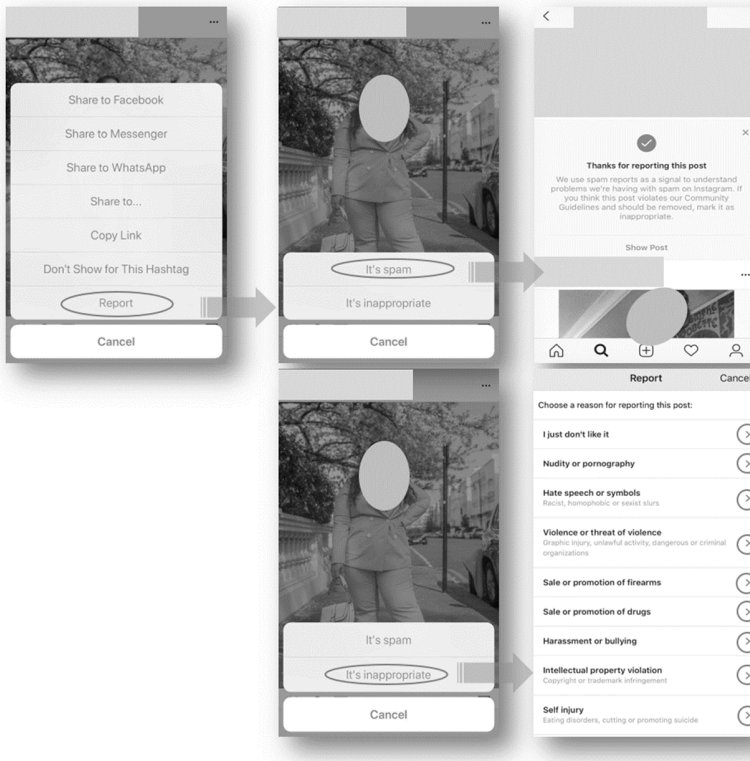 Share to Facebook
Share to Messenger
Share to WhatsApp
Share to...
Copy Link
Don't Show for This Hashtag
Report
Cancel
It's spam
It's inappropriate
Cancel
Thanks for reporting this post
We use spam reports as a signal to understand
problems we're having with spam on Instagram. If
you think this post violates our Community
Guidelines and should be removed, mark it as
inappropriate.
Show Post
It's spam
It's inappropriate
Cancel
Report
Cancel
Choose a reason for reporting this post:
I just don't like it
Nudity or pornography
Hate speech or symbols
Racist, homophobic or sexist slurs
Violence or threat of violence
Graphic injury, unlawful activity, dangerous or criminal
organizations
Sale or promotion of firearms
Sale or promotion of drugs
Harassment or bullying
Intellectual property violation
Copyright or trademark infringement
Self injury
Eating disorders, cutting or promoting suicide